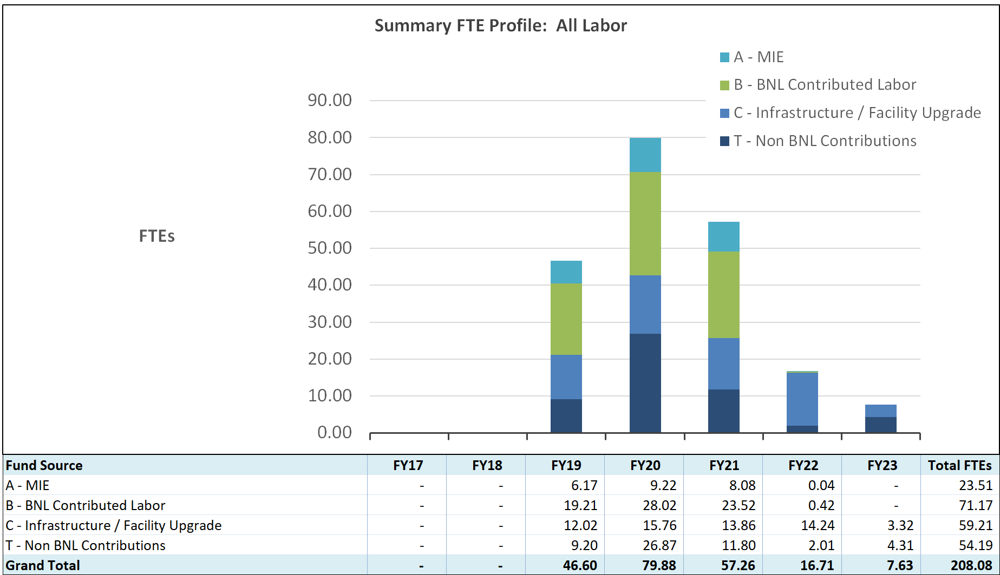 Summary FTE Profile:  All Labor
A - MIE
B - BNL Contributed Labor
C - Infrastructure / Facility Upgrade
T - Non BNL Contributions
90.00
80.00
70.00
60.00
50.00
40.00
30.00
20.00
10.00
0.00
FTEs
Fund Source FY17 FY18 FY19 FY20 FY21 FY22 FY23 Total FTEs
A - MIE - - 6.17 9.22 8.08 0.04 - 23.51
B - BNL Contributed Labor - - 19.21 28.02 23.52 0.42 - 71.17
C - Infrastructure / Facility Upgrade - - 12.02 15.76 13.86 14.24 3.32 59.21
T - Non BNL Contributions - - 9.20 26.87 11.80 2.01 4.31 54.19
Grand Total - - 46.60 79.88 57.26 16.71 7.63 208.08